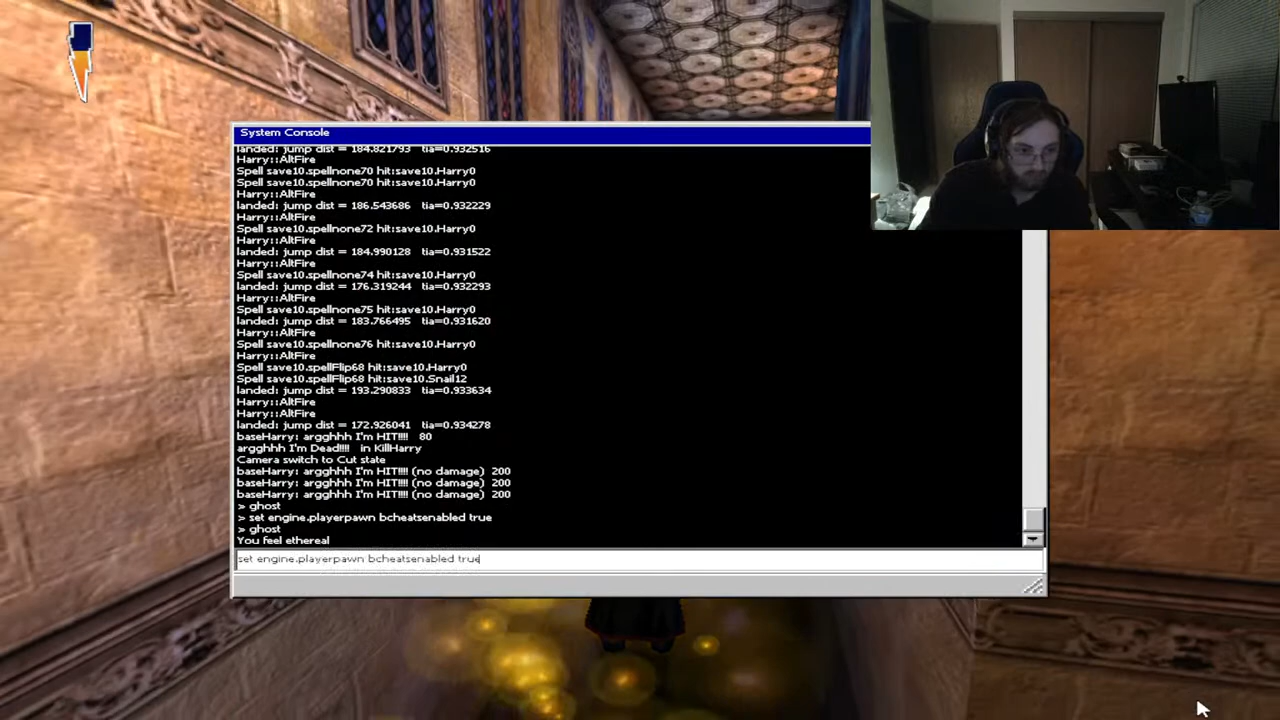 System Console
landed: jump dist = 184.821793 tia=0.932516
Harry::AltFire
Spell save10.spellnone70 hit:save10.Harry0
Spell save10.spellnone70 hit:save10.Harry0
Harry::AltFire
landed: jump dist = 186.543686 tia=0.932229
Harry::AltFire
Spell save10.spellnone72 hit:save10.Harry0
Harry::AltFire
landed: jump dist = 184.990128 tia=0.931522
Harry::AltFire
Spell save10.spellnone74 hit:save10.Harry0
landed: jump dist = 176.319244 tia=0.932293
Harry::AltFire
Spell save10.spellnone75 hit:save10.Harry0
landed: jump dist = 183.766495 tia=0.931620
Harry::AltFire
Spell save10.spellnone76 hit:save10.Harry0
Harry::AltFire
Spell save10.spellFlip68 hit:save10.Harry0
Spell save10.spellFlip68 hit:save10.Snail12
landed: jump dist = 193.290833 tia=0.933634
Harry::AltFire
Harry::AltFire
landed: jump dist = 172.926041 tia=0.934278
baseHarry: argghhh I'm HIT!!!! 80
argghhh I'm Dead!!!! in KillHarry
Camera switch to Cut state
baseHarry: argghhh I'm HIT!!!! (no damage) 200
baseHarry: argghhh I'm HIT!!!! (no damage) 200
baseHarry: argghhh I'm HIT!!!! (no damage) 200
> ghost
> set engine.playerpawn bcheatsenabled true
> ghost
You feel ethereal
set engine.playerpawn bcheatsenabled true